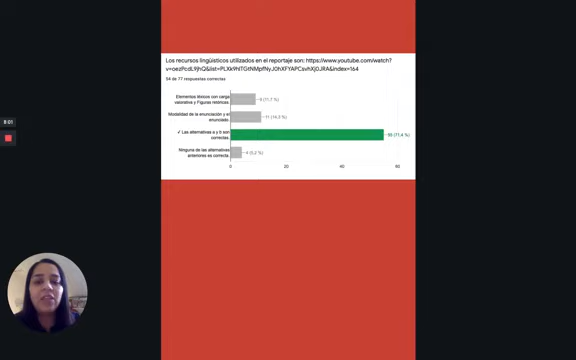 Los recursos lingüísticos utilizados en el reportaje son: https://www.youtube.com/watch?
v=oezPcdL9jhQ&list=PLXk9HTGtNMpfNyJ0hXFYAPCsvhXj0JRA&index=164
54 de 77 respuestas correctas
Elementos léxicos con carga
valorativa y Figuras retóricas.
9 (11,7 %)
Modalidad de la enunciación y el
enunciado.
11 (14,3 %)
✓ Las alternativas a y b son
correctas.
55 (71,4 %)
Ninguna de las alternativas
anteriores es correcta.
4 (5,2 %)
0 20 40 60
8:01